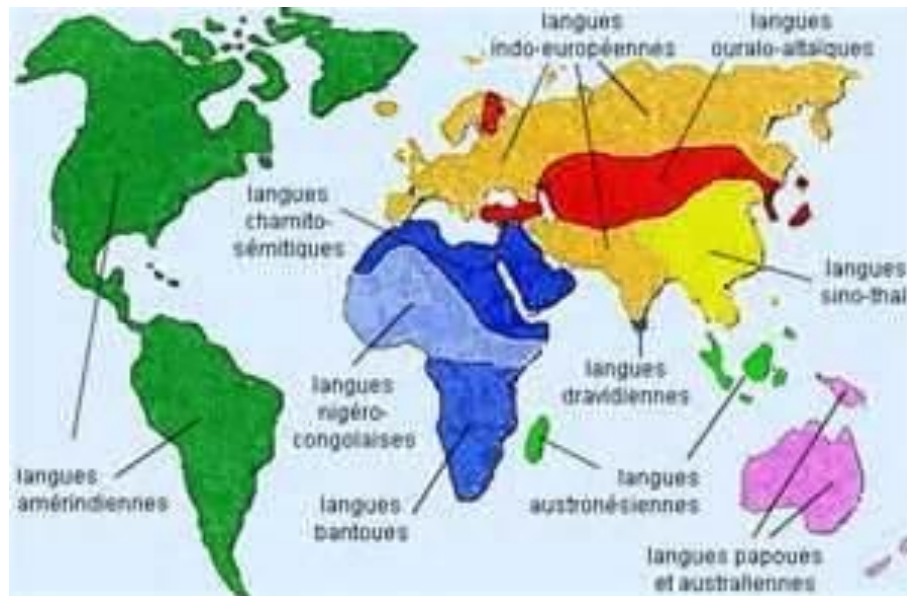 langues
indo-européennes
langues
ouralo-altaïques
langues
chamito-
sémitiques
langues
sino-thaï
langues
nigéro-
congolaises
langues
dravidiennes
langues
amérindiennes
langues
bantoues
langues
austronésiennes
langues papoues
et australiennes